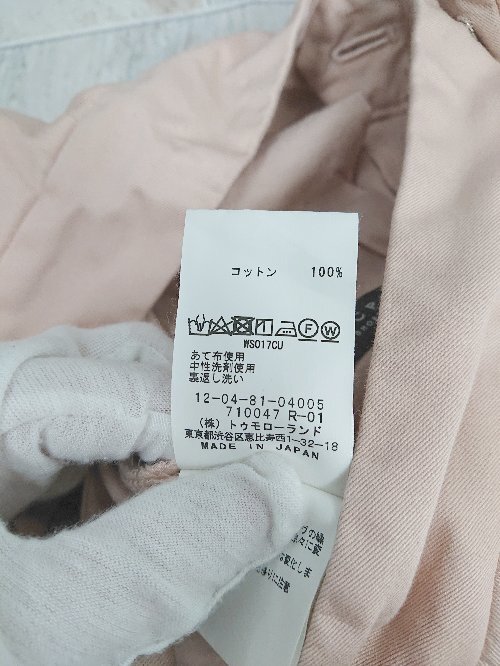 コットン 100%
WS017CU
あて布使用
中性洗剤使用
裏返し洗い
12-04-81-04005
710047 R-01
(株)トゥモローランド
東京都渋谷区恵比寿西1-32-18
MADE IN JAPAN